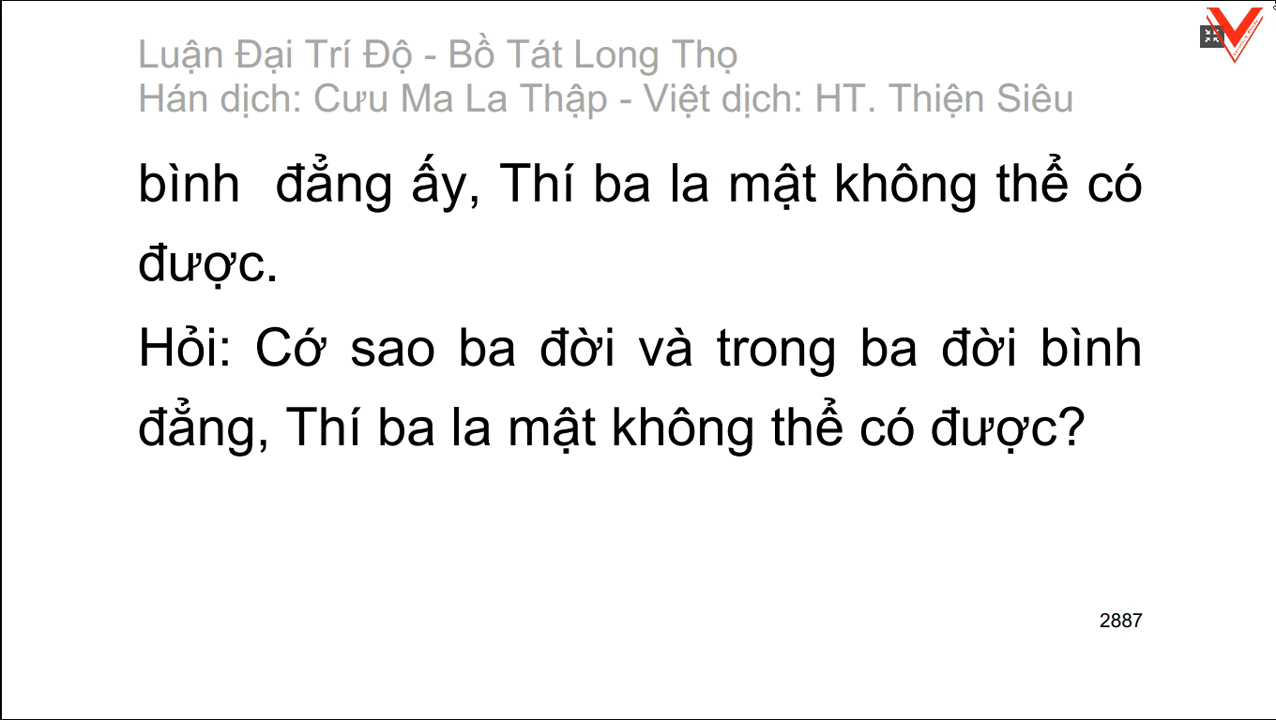 Luận Đại Trí Độ - Bồ Tát Long Thọ
Hán dịch: Cưu Ma La Thập - Việt dịch: HT. Thiện Siêu
bình đẳng ấy, Thí ba la mật không thể có
được.
Hỏi: Cớ sao ba đời và trong ba đời bình
đẳng, Thí ba la mật không thể có được?
2887